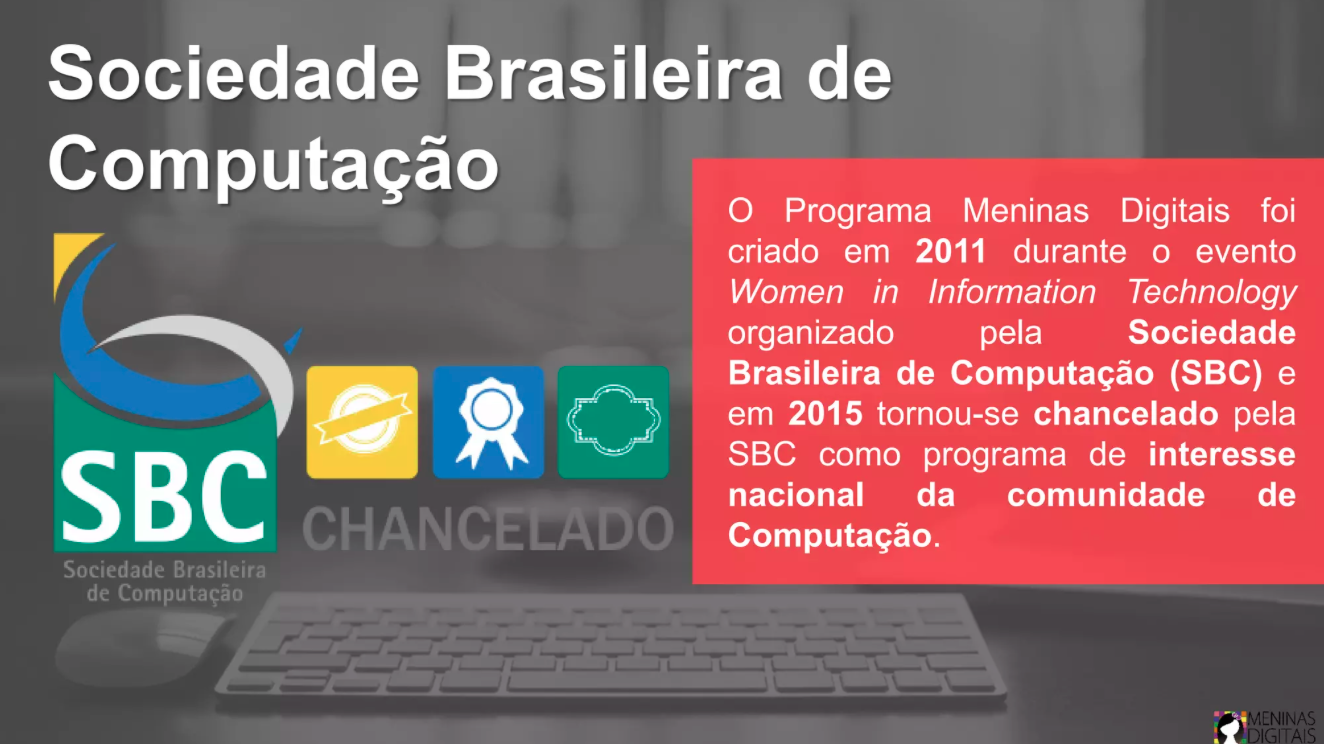 Sociedade Brasileira de
Computação
SBC
Sociedade Brasileira
de Computação
CHANCELADO
O Programa Meninas Digitais foi
criado em 2011 durante o evento
Women in Information Technology
organizado pela Sociedade
Brasileira de Computação (SBC) e
em 2015 tornou-se chancelado pela
SBC como programa de interesse
nacional da comunidade de
Computação.
MENINAS
DIGITAIS